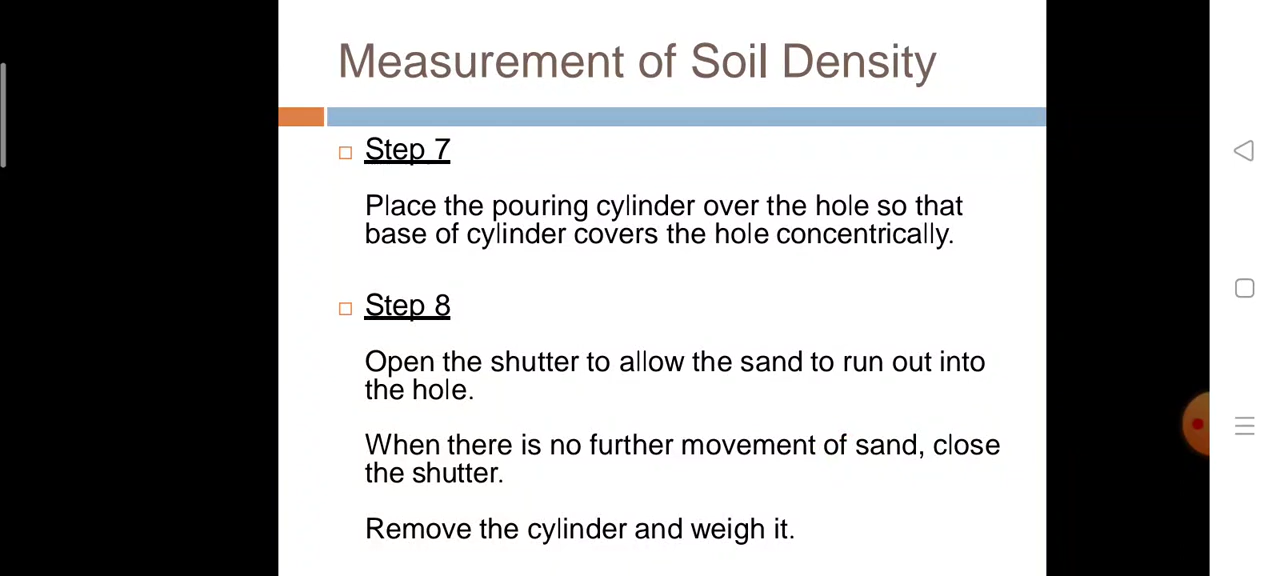 Measurement of Soil Density
Step 7
Place the pouring cylinder over the hole so that
base of cylinder covers the hole concentrically.
Step 8
Open the shutter to allow the sand to run out into
the hole.
When there is no further movement of sand, close
the shutter.
Remove the cylinder and weigh it.